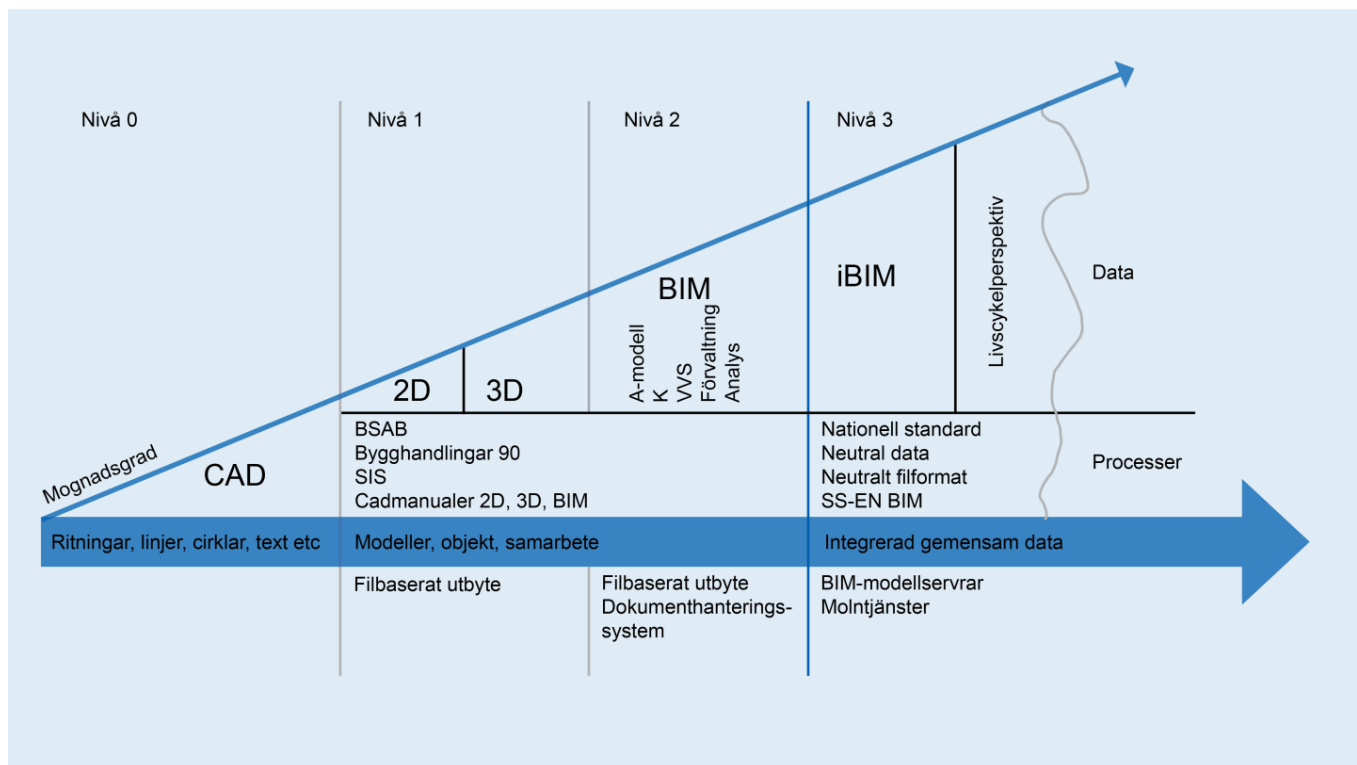 Nivå 0
Nivå 1
Nivå 2
Nivå 3
Mognadsgrad
CAD
2D
3D
BIM
A-modell
K
VVS
Förvaltning
Analys
iBIM
Livscykelperspektiv
Data
BSAB
Bygghandlingar 90
SIS
Cadmanualer 2D, 3D, BIM
Nationell standard
Neutral data
Neutralt filformat
SS-EN BIM
Processer
Ritningar, linjer, cirklar, text etc
Modeller, objekt, samarbete
Integrerad gemensam data
Filbaserat utbyte
Filbaserat utbyte
Dokumenthanterings-
system
BIM-modellservrar
Molntjänster